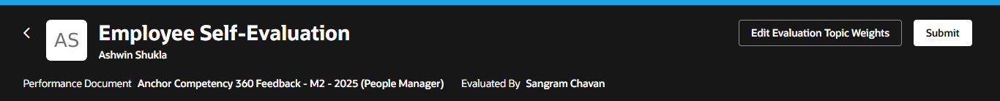 AS
Employee Self-Evaluation
Ashwin Shukla
Edit Evaluation Topic Weights
Submit
Performance Document Anchor Competency 360 Feedback - M2 - 2025 (People Manager) Evaluated By Sangram Chavan